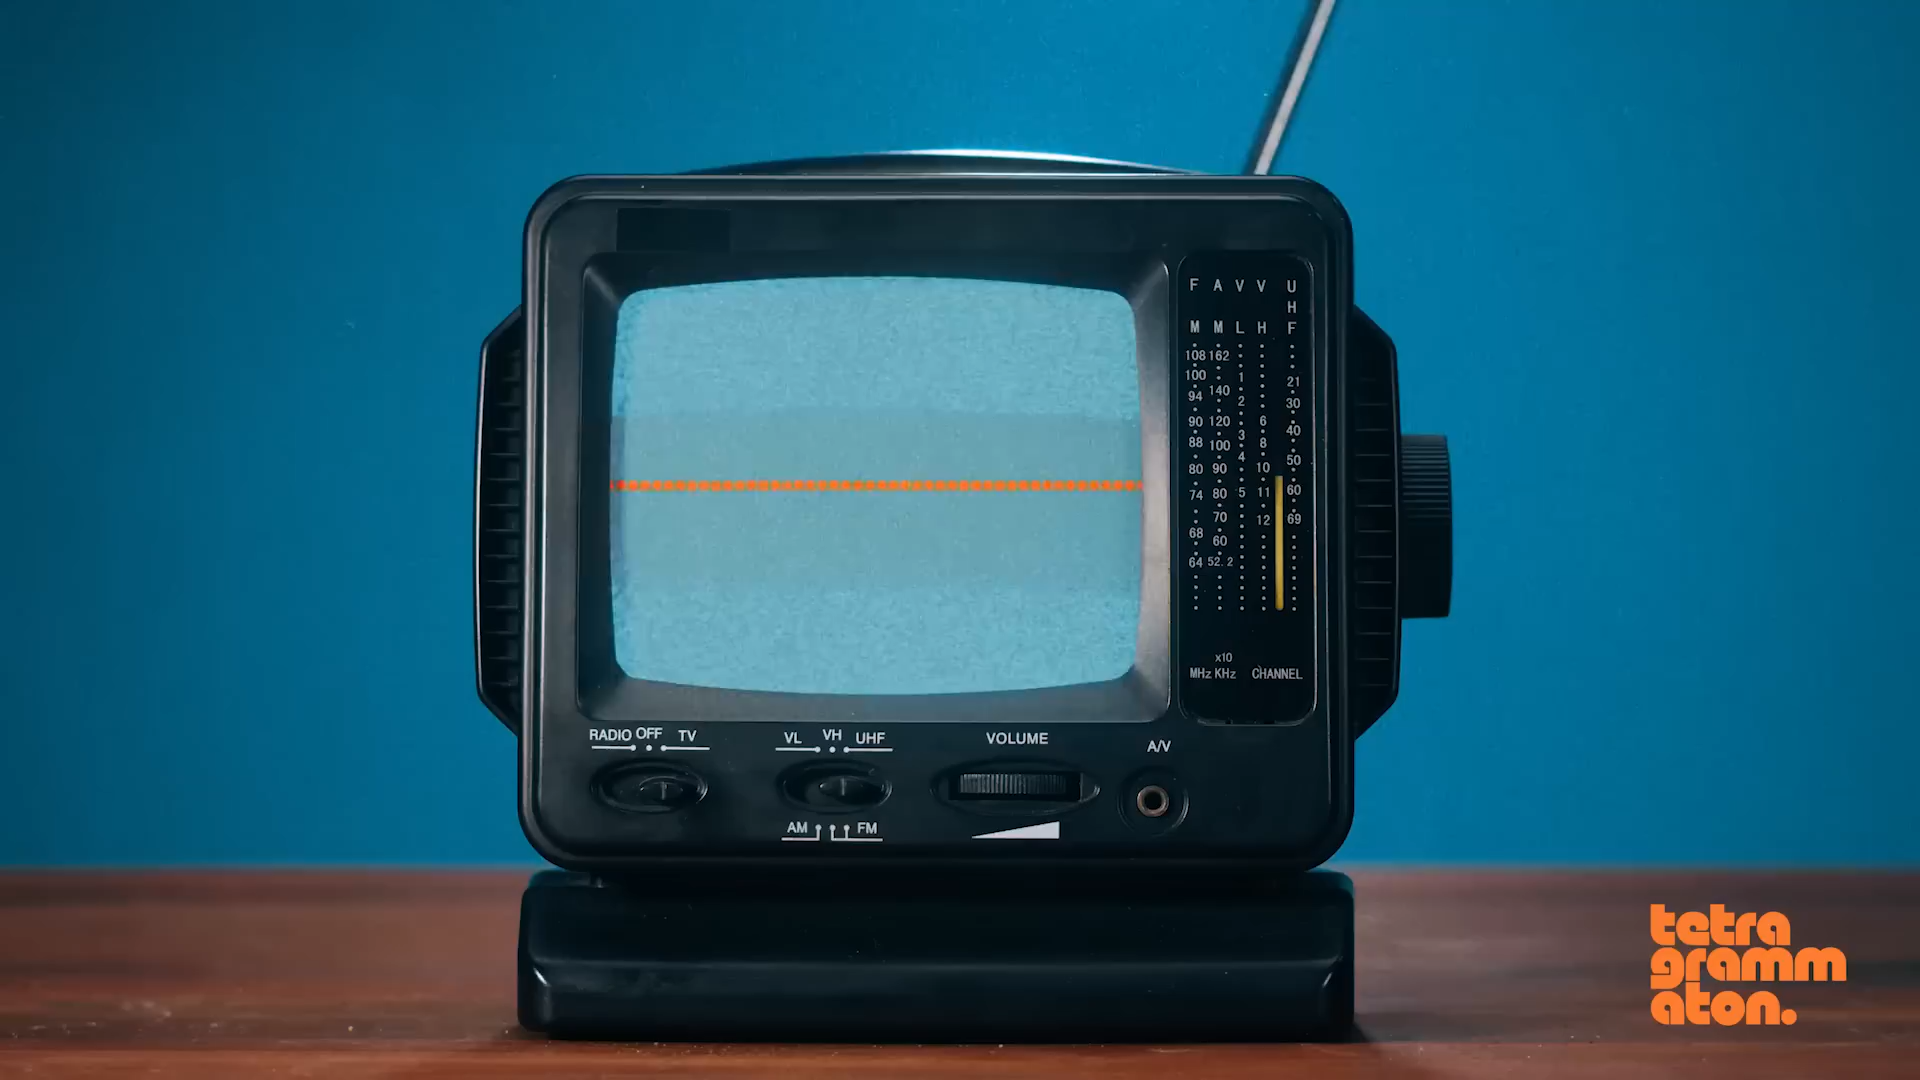 F A V V U
H
M M L H F
108 162
100
1
21
94
140
2
30
90 120
6
40
88 100
3
8
4
50
80 90
10
74 80 5 11 60
70
12 69
68
60
64 52.2
x10
MHz KHz CHANNEL
RADIO OFF TV
VL VH UHF
VOLUME
A/V
AM FM
tetra
gramm
aton.